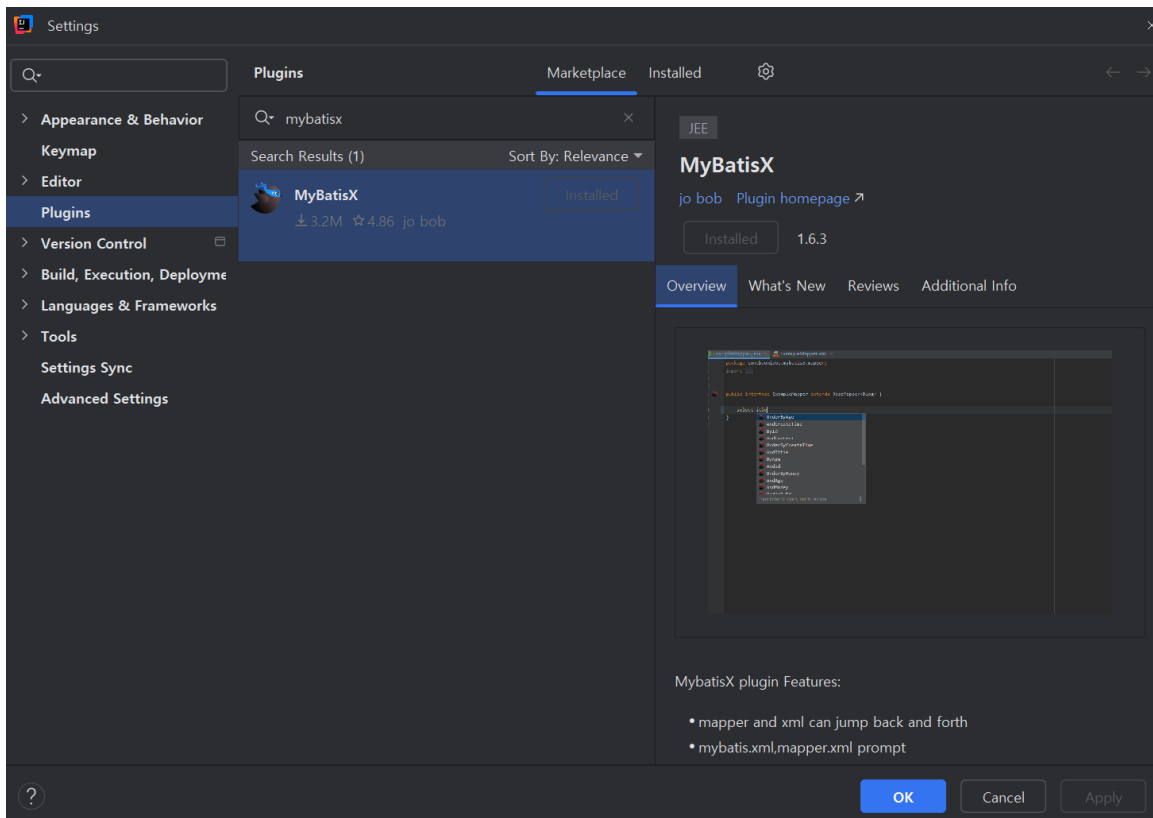 Settings
Plugins
Marketplace
Installed
Appearance & Behavior
Keymap
Editor
Plugins
Version Control
Build, Execution, Deployme
Languages & Frameworks
Tools
Settings Sync
Advanced Settings
mybatisx
Search Results (1)
Sort By: Relevance
MyBatisX
Installed
3.2M 4.86 jo bob
JEE
MyBatisX
jo bob Plugin homepage
Installed 1.6.3
Overview What's New Reviews Additional Info
MybatisX plugin Features:
• mapper and xml can jump back and forth
• mybatis.xml,mapper.xml prompt
?
OK
Cancel
Apply